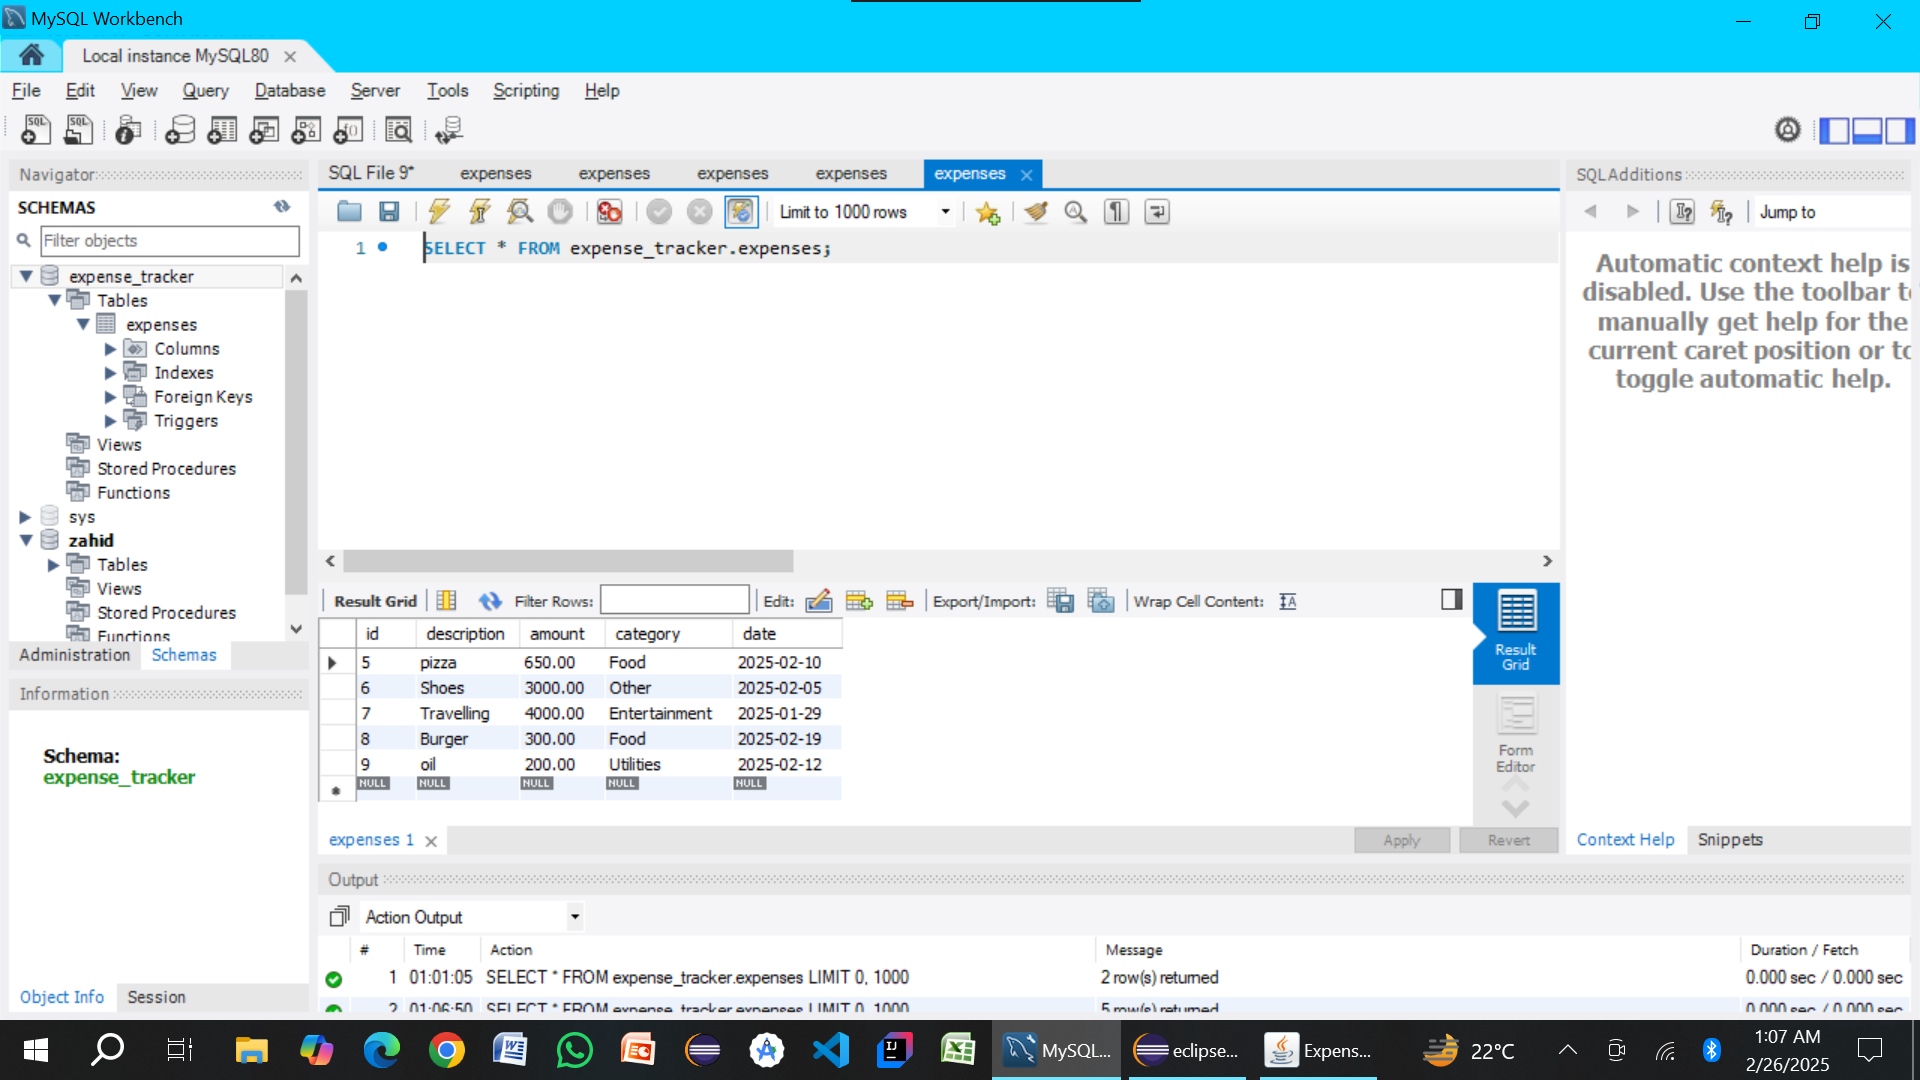 MySQL Workbench
Local instance MySQL80
File Edit View Query Database Server Tools Scripting Help
Navigator
SCHEMAS
Filter objects
expense_tracker
Tables
expenses
Columns
Indexes
Foreign Keys
Triggers
Views
Stored Procedures
Functions
sys
zahid
Tables
Views
Stored Procedures
Functions
Administration Schemas
Information
Schema:
expense_tracker
Object Info Session
SQL File 9* expenses expenses expenses expenses expenses
Limit to 1000 rows
1 SELECT * FROM expense_tracker.expenses;
Result Grid Filter Rows: Edit: Export/Import: Wrap Cell Content:
id description amount category date
5 pizza 650.00 Food 2025-02-10
6 Shoes 3000.00 Other 2025-02-05
7 Travelling 4000.00 Entertainment 2025-01-29
8 Burger 300.00 Food 2025-02-19
9 oil 200.00 Utilities 2025-02-12
NULL NULL NULL NULL NULL
Result
Grid
Form
Editor
expenses 1
Apply Revert
SQLAdditions
Jump to
Automatic context help is
disabled. Use the toolbar to
manually get help for the
current caret position or to
toggle automatic help.
Context Help Snippets
Output
Action Output
# Time Action Message Duration / Fetch
1 01:01:05 SELECT * FROM expense_tracker.expenses LIMIT 0, 1000 2 row(s) returned 0.000 sec / 0.000 sec
2 01:06:50 SELECT * FROM expense_tracker.expenses LIMIT 0, 1000 5 row(s) returned 0.000 sec / 0.000 sec
MySQL... eclipse... Expens... 22°C
1:07 AM
2/26/2025